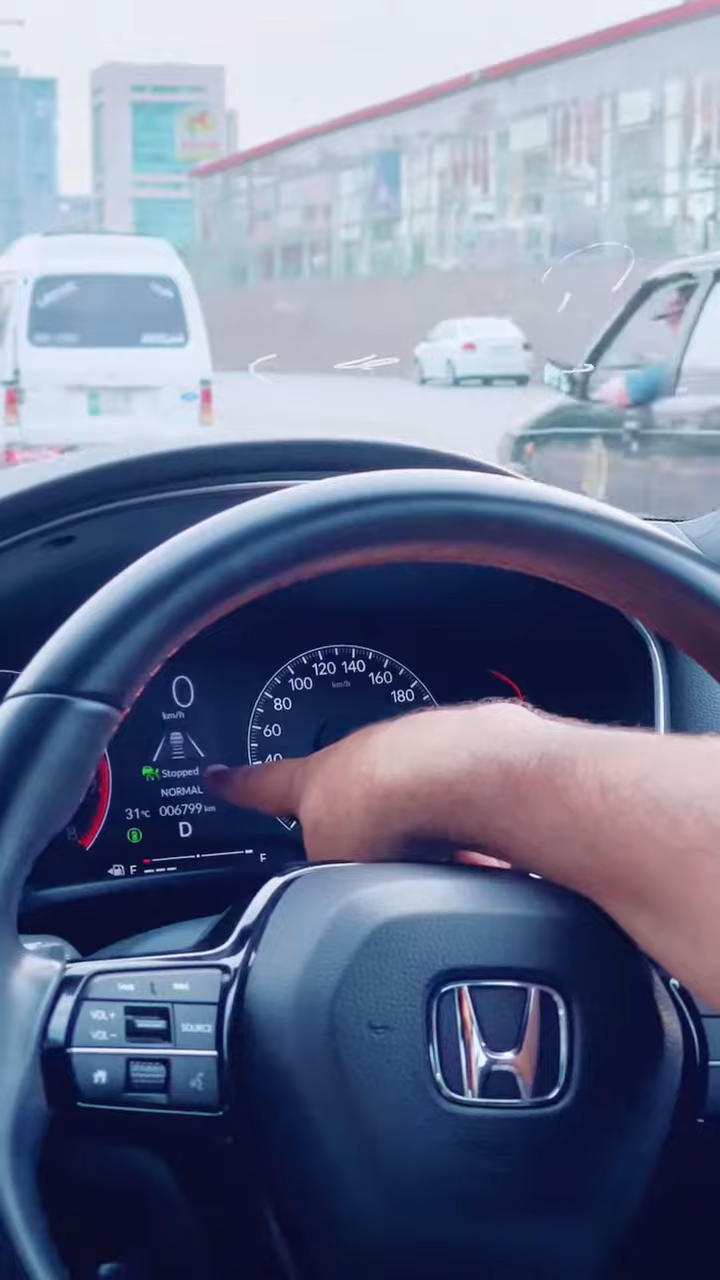 0
km/h
Stopped
NORMAL
31°C 006799 km
D
F
40
60
80
100
120
140
160
180
km/h
VOL+
VOL-
SOURCE